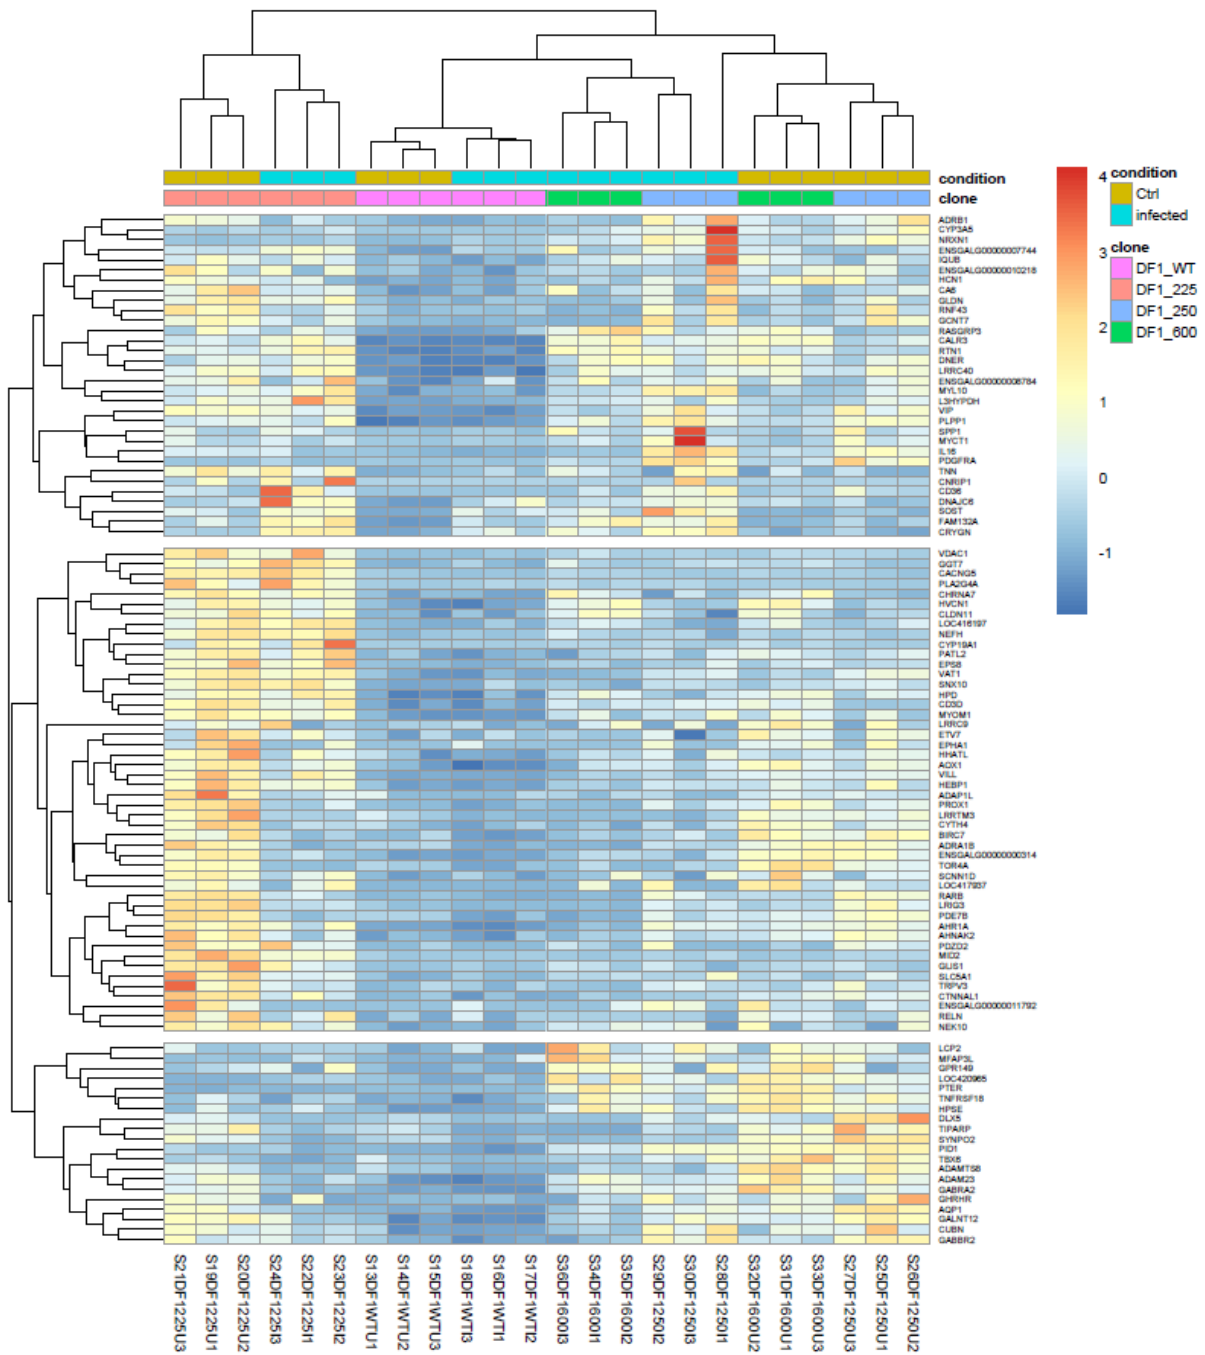 condition
clone
ADRB1
CYP3A5
NRXN1
ENSGALG00000007744
IQUB
ENSGALG00000010218
HCN1
CA8
GLDN
RNF43
GCNT7
RASGRP3
CALR3
RTN1
DNER
LRRC4D
ENSGALG00000006784
MYL10
L3HYPDH
VIP
PLPP1
SPP1
MYCT1
IL16
PDGFRA
TNN
CNRIP1
CD36
DNAJC6
SOST
FAM132A
CRYGN
VDAC1
GGT7
CACNG5
PLA2G4A
CHRNA7
HVCN1
CLDN11
LOC416197
NEFH
CYP19A1
PATL2
EPS8
VAT1
SNX10
HPD
CD3D
MYOM1
LRRC9
ETV7
EPHA1
HHATL
AOX1
VILL
HEBP1
ADAP1L
PROX1
LRRTM3
CYTH4
BIRC7
ADRA1B
ENSGALG00000000314
TOR4A
SCNN1D
LOC417937
RARB
LRIG3
PDE7B
AHR1A
AHNAK2
PDZD2
MID2
GLIS1
SLC5A1
TRPV3
CTNNAL1
ENSGALG00000011792
RELN
NEK10
LCP2
MFAP3L
GPR149
LOC420965
PTER
TNFRSF18
HPSE
DLX5
TIPARP
SYNPO2
PID1
TBX6
ADAMTS8
ADAM23
GABRA2
GHRHR
AQP1
GALNT12
CUBN
GABBR2
S21DF1225U3
S19DF1225U1
S20DF1225U2
S24DF1225I3
S22DF1225I1
S23DF1225I2
S13DF1WTU1
S14DF1WTU2
S15DF1WTU3
S18DF1WTI3
S16DF1WTI1
S17DF1WTI2
S36DF1600I3
S34DF1600I1
S35DF1600I2
S29DF1250I2
S30DF1250I3
S28DF1250I1
S32DF1600U2
S31DF1600U1
S33DF1600U3
S27DF1250U3
S25DF1250U1
S26DF1250U2
4
3
2
1
0
-1
condition
Ctrl
infected
clone
DF1_WT
DF1_225
DF1_250
DF1_600